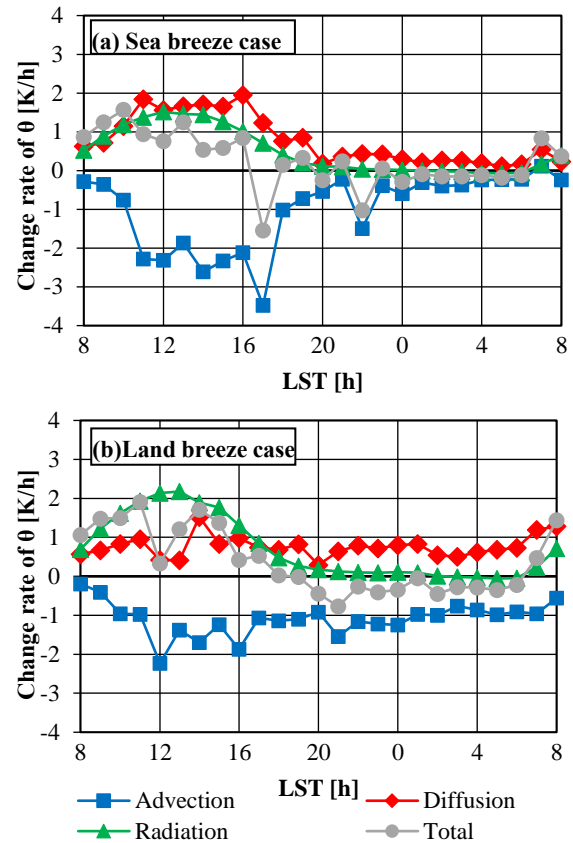 (a) Sea breeze case
Change rate of θ [K/h]
4
3
2
1
0
-1
-2
-3
-4
8 12 16 20 0 4 8
LST [h]
(b)Land breeze case
Change rate of θ [K/h]
4
3
2
1
0
-1
-2
-3
-4
8 12 16 20 0 4 8
LST [h]
Advection Diffusion
Radiation Total